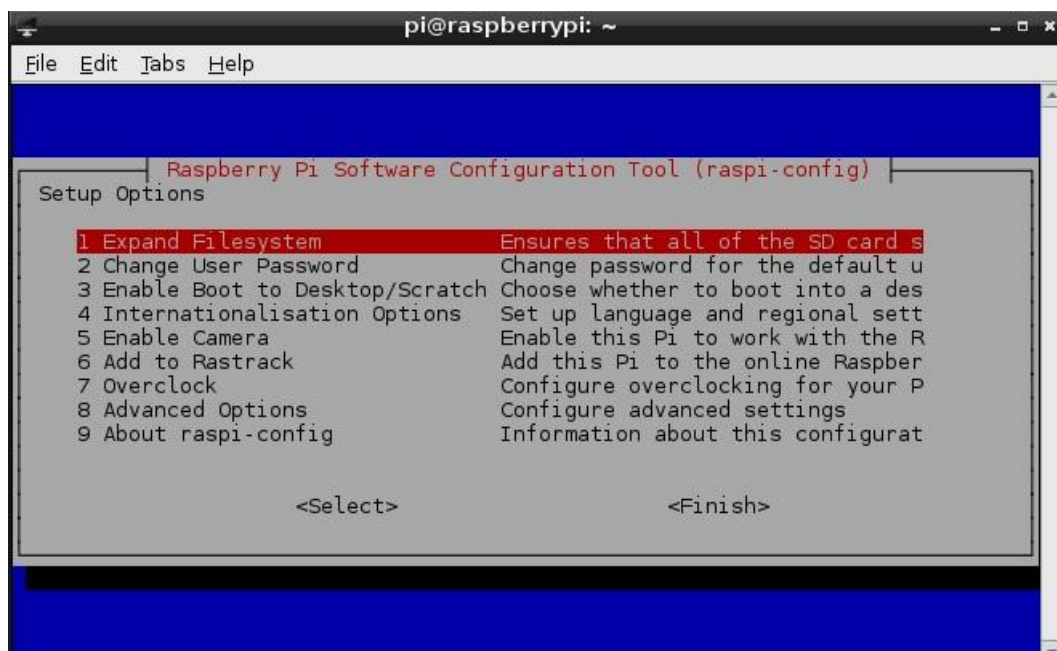 pi@raspberrypi: ~
File Edit Tabs Help
Raspberry Pi Software Configuration Tool (raspi-config)
Setup Options
1 Expand Filesystem Ensures that all of the SD card s
2 Change User Password Change password for the default u
3 Enable Boot to Desktop/Scratch Choose whether to boot into a des
4 Internationalisation Options Set up language and regional sett
5 Enable Camera Enable this Pi to work with the R
6 Add to Rastrack Add this Pi to the online Raspber
7 Overclock Configure overclocking for your P
8 Advanced Options Configure advanced settings
9 About raspi-config Information about this configurat
<Select> <Finish>